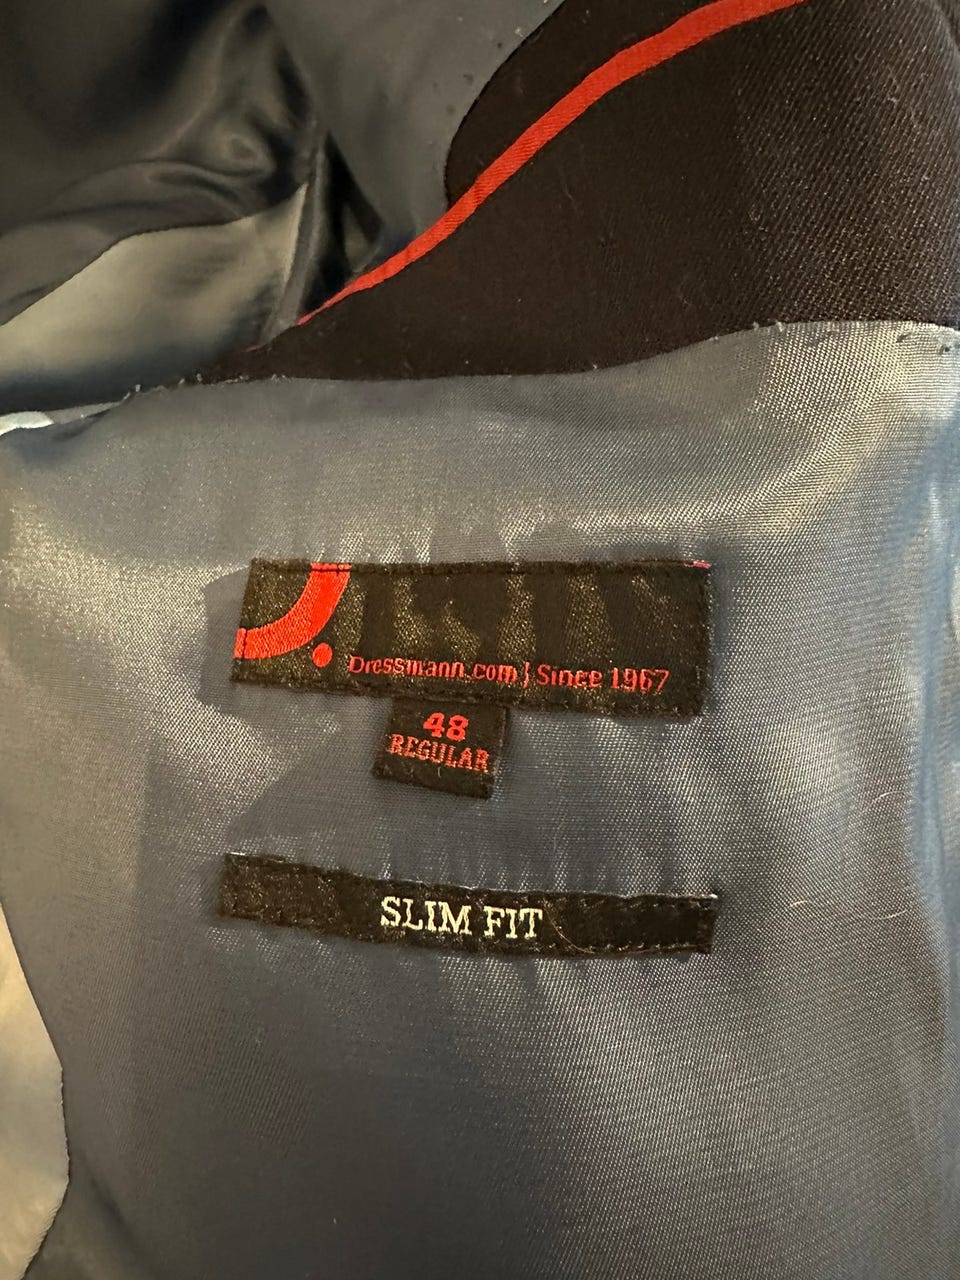 Dressmann.com | Since 1967
48
REGULAR
SLIM FIT